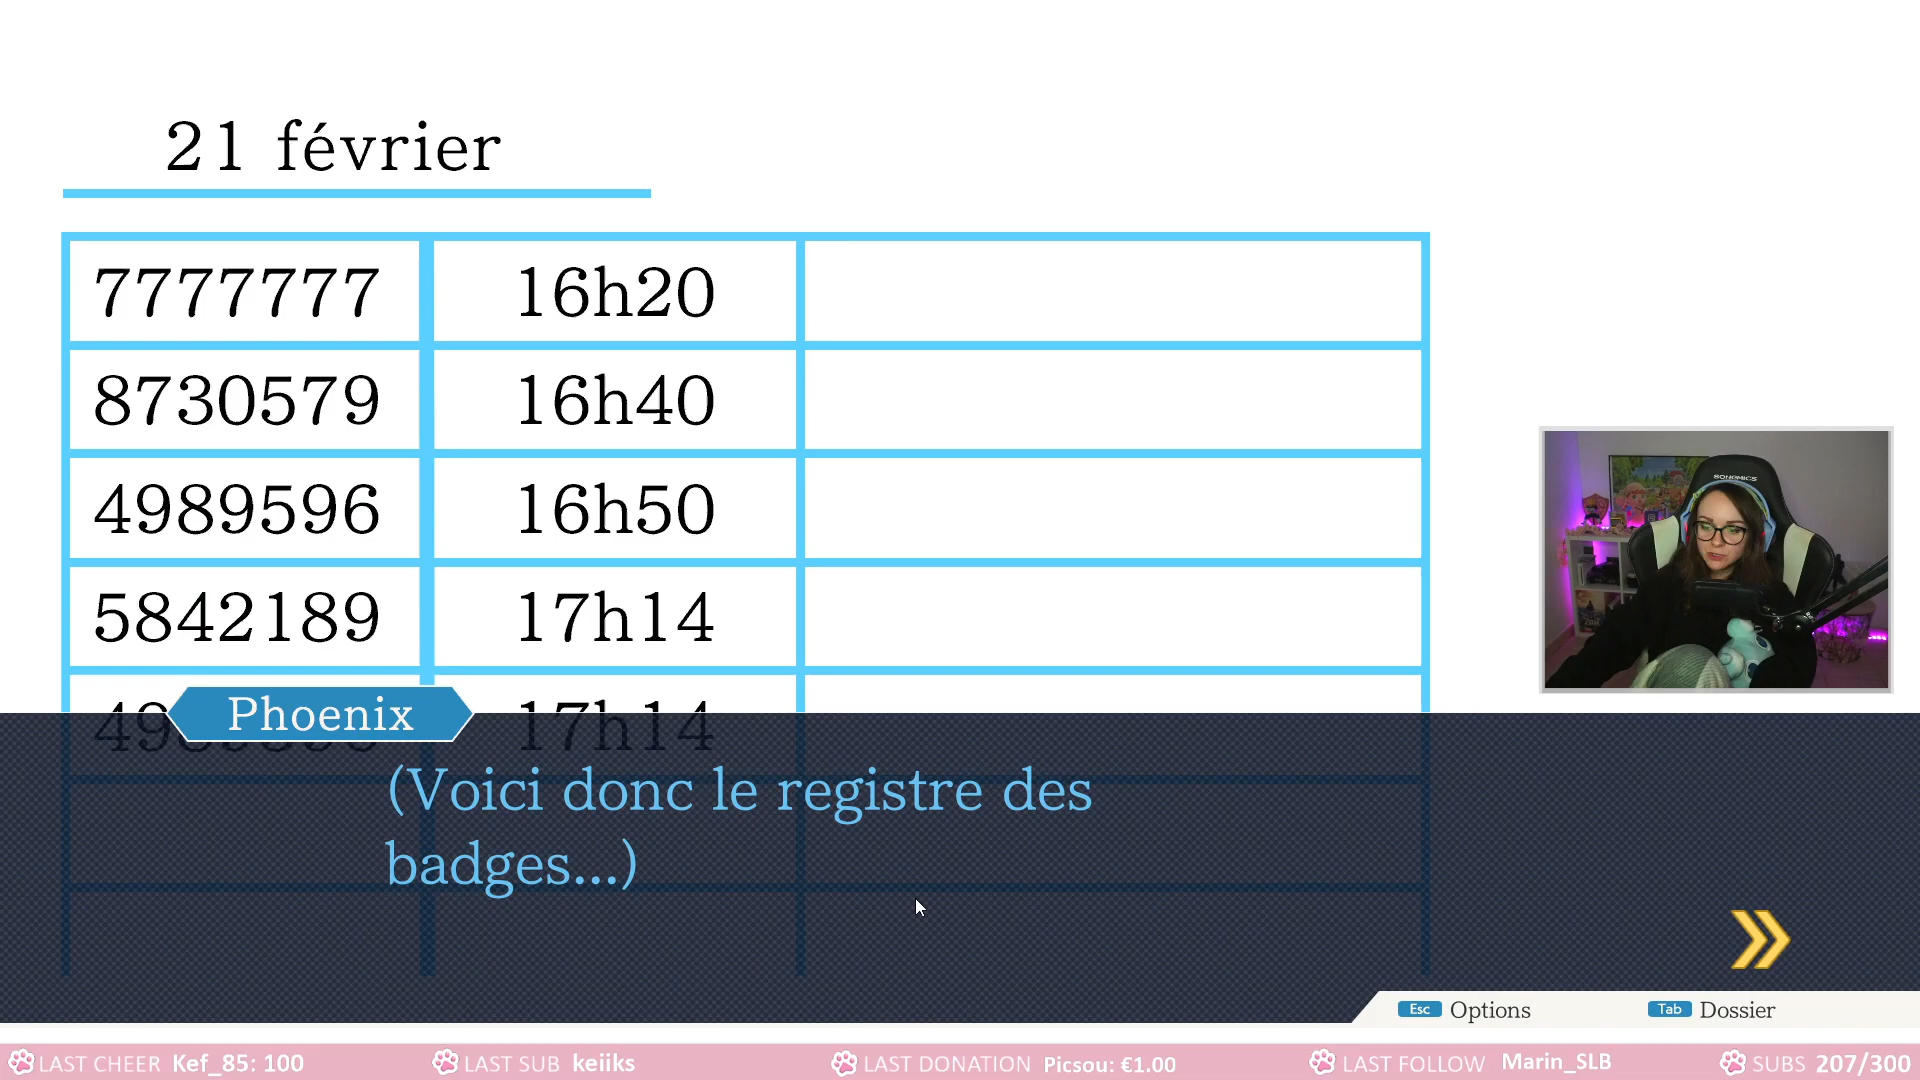 21 février
7777777 16h20
8730579 16h40
4989596 16h50
5842189 17h14
17h14
Phoenix
(Voici donc le registre des
badges...)
SONGMICS
Esc Options Tab Dossier
LAST CHEER Kef_85: 100 LAST SUB keiiks LAST DONATION Picsou: €1.00 LAST FOLLOW Marin_SLB SUBS 207/300